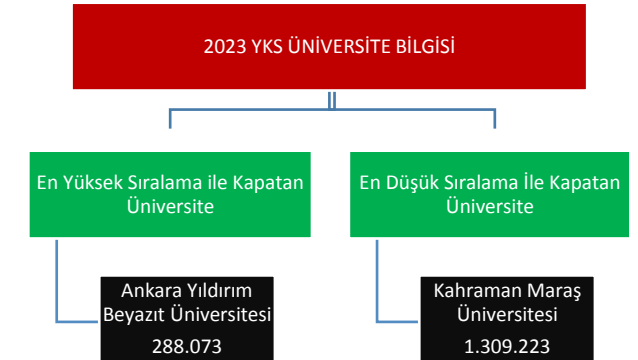 2023 YKS ÜNİVERSİTE BİLGİSİ
En Yüksek Sıralama ile Kapatan
Üniversite
En Düşük Sıralama İle Kapatan
Üniversite
Ankara Yıldırım
Beyazıt Üniversitesi
288.073
Kahraman Maraş
Üniversitesi
1.309.223